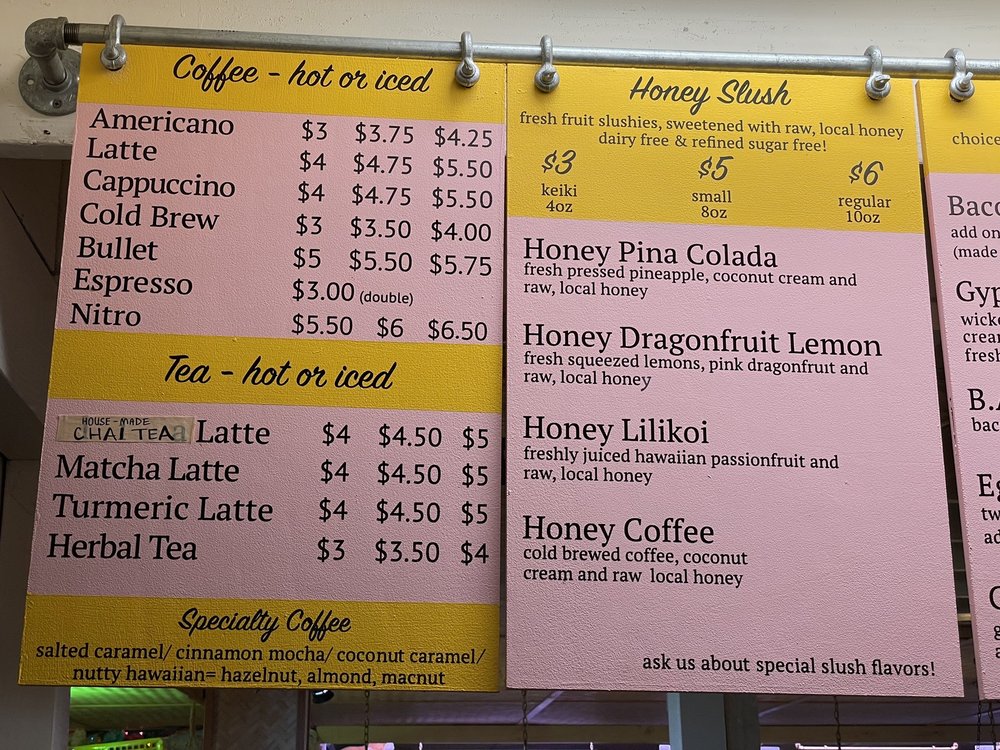 Coffee - hot or iced
Americano $3 $3.75 $4.25
Latte $4 $4.75 $5.50
Cappuccino $4 $4.75 $5.50
Cold Brew $3 $3.50 $4.00
Bullet $5 $5.50 $5.75
Espresso $3.00 (double)
Nitro $5.50 $6 $6.50
Tea - hot or iced
HOUSE-MADE
CHAI TEA Latte $4 $4.50 $5
Matcha Latte $4 $4.50 $5
Turmeric Latte $4 $4.50 $5
Herbal Tea $3 $3.50 $4
Specialty Coffee
salted caramel/ cinnamon mocha/ coconut caramel/
nutty hawaiian= hazelnut, almond, macnut
Honey Slush
fresh fruit slushies, sweetened with raw, local honey
dairy free & refined sugar free!
$3 $5 $6
keiki small regular
4oz 8oz 10oz
Honey Pina Colada
fresh pressed pineapple, coconut cream and
raw, local honey
Honey Dragonfruit Lemon
fresh squeezed lemons, pink dragonfruit and
raw, local honey
Honey Lilikoi
freshly juiced hawaiian passionfruit and
raw, local honey
Honey Coffee
cold brewed coffee, coconut
cream and raw local honey
ask us about special slush flavors!
choice
add on
(made